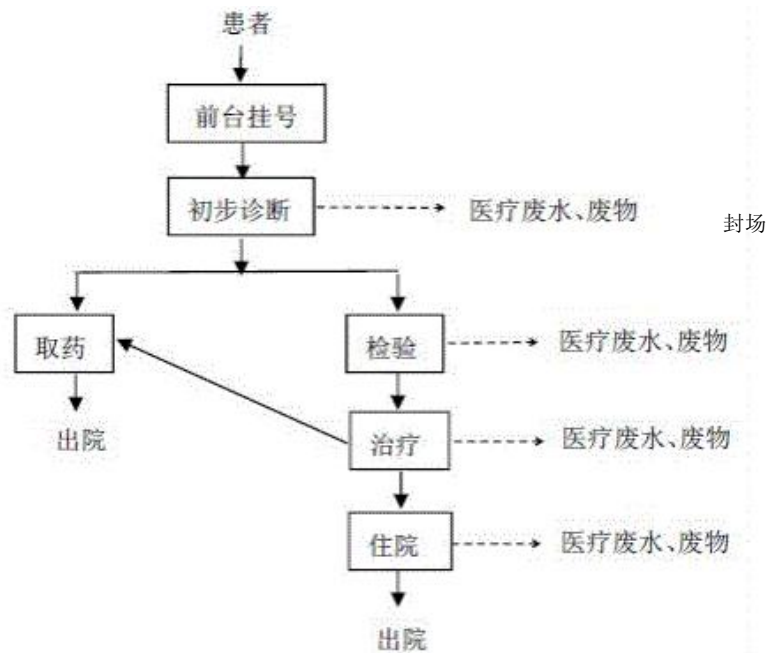 患者
前台挂号
初步诊断
医疗废水、废物
封场
取药
检验
医疗废水、废物
出院
治疗
医疗废水、废物
住院
医疗废水、废物
出院